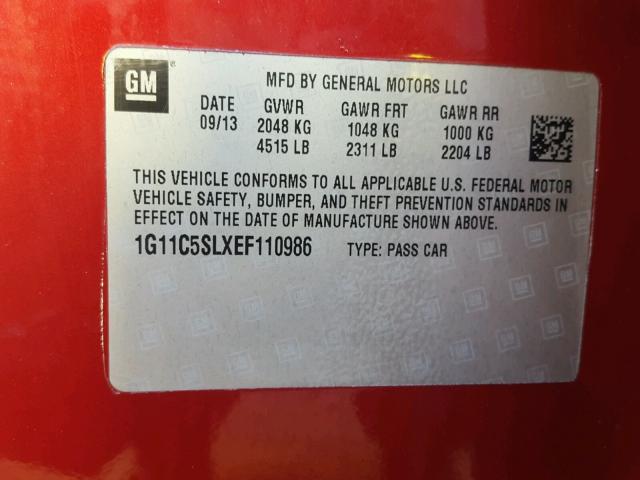 GM ® MFD BY GENERAL MOTORS LLC
DATE GVWR GAWR FRT GAWR RR
09/13 2048 KG 1048 KG 1000 KG
4515 LB 2311 LB 2204 LB
THIS VEHICLE CONFORMS TO ALL APPLICABLE U.S. FEDERAL MOTOR
VEHICLE SAFETY, BUMPER, AND THEFT PREVENTION STANDARDS IN
EFFECT ON THE DATE OF MANUFACTURE SHOWN ABOVE.
1G11C5SLXEF110986 TYPE: PASS CAR